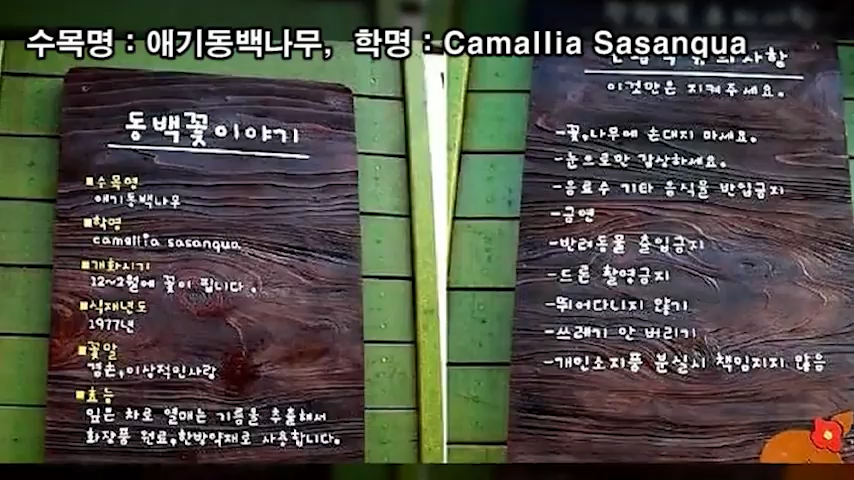 수목명 : 애기동백나무, 학명 : Camallia Sasanqua
동백꽃이야기
■수목명
애기동백나무
■학명
camallia sasanqua
■개화시기
12~2월에 꽃이 핍니다.
■식재년도
1977년
■꽃말
겸손,이상적인사랑
■효능
잎은 차로 열매는 기름을 추출해서
화장품 원료,한방약재로 사용합니다.
이것만은 지켜주세요.
-꽃,나무에 손대지 마세요.
-눈으로만 감상하세요.
-음료수 기타 음식물 반입금지
-금연
-반려동물 출입금지
-드론 촬영금지
-뛰어다니지 않기
-쓰레기 안 버리기
-개인소지품 분실시 책임지지 않음